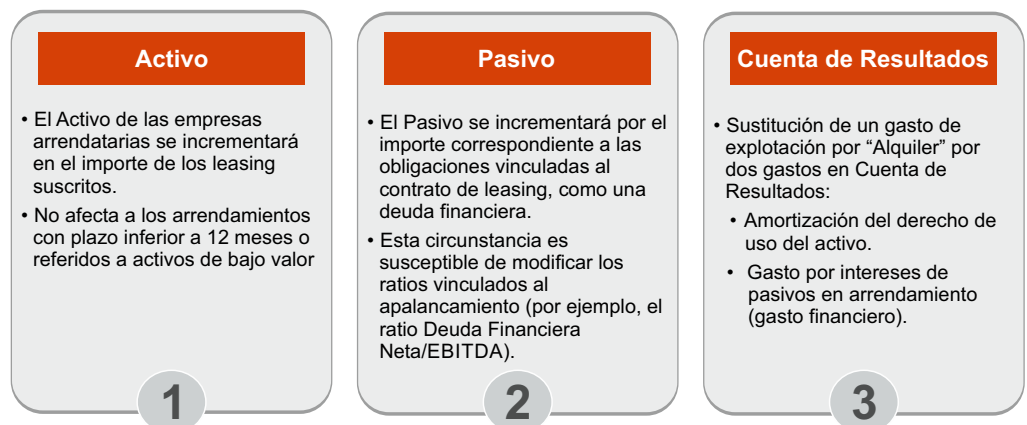 Activo
• El Activo de las empresas
arrendatarias se incrementará
en el importe de los leasing
suscritos.
• No afecta a los arrendamientos
con plazo inferior a 12 meses o
referidos a activos de bajo valor
1
Pasivo
• El Pasivo se incrementará por el
importe correspondiente a las
obligaciones vinculadas al
contrato de leasing, como una
deuda financiera.
• Esta circunstancia es
susceptible de modificar los
ratios vinculados al
apalancamiento (por ejemplo, el
ratio Deuda Financiera
Neta/EBITDA).
2
Cuenta de Resultados
• Sustitución de un gasto de
explotación por “Alquiler” por
dos gastos en Cuenta de
Resultados:
• Amortización del derecho de
uso del activo.
• Gasto por intereses de
pasivos en arrendamiento
(gasto financiero).
3